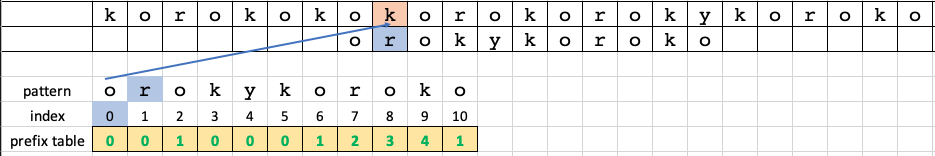 k o r o k o k o k o r o k o r o k y k o r o k o
o r o k y k o r o k o
pattern o r o k y k o r o k o
index 0 1 2 3 4 5 6 7 8 9 10
prefix table 0 0 1 0 0 0 1 2 3 4 1